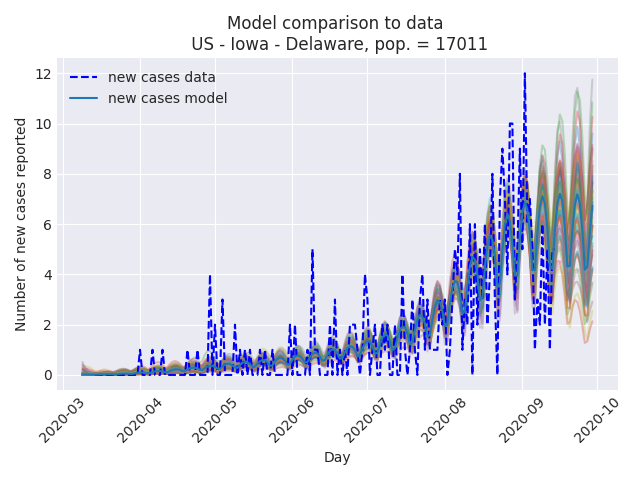 Model comparison to data
US - Iowa - Delaware, pop. = 17011
new cases data
new cases model
Number of new cases reported
12
10
8
6
4
2
0
2020-03
2020-04
2020-05
2020-06
2020-07
2020-08
2020-09
2020-10
Day